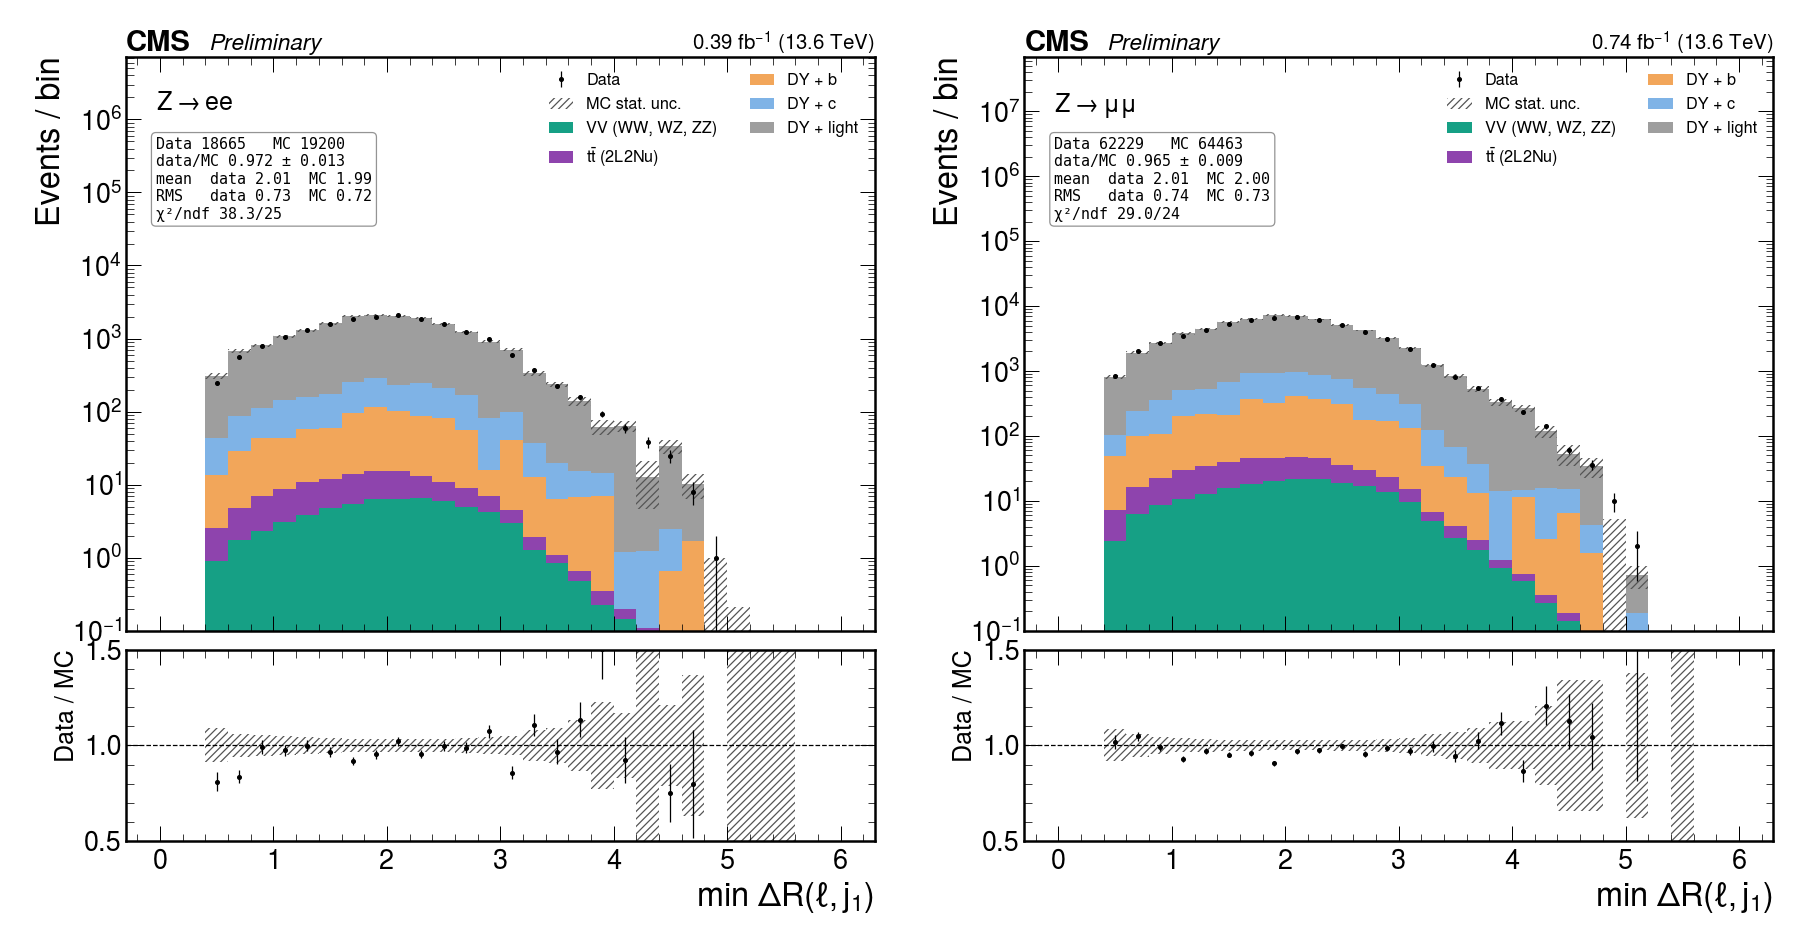 CMS Preliminary 0.39 fb⁻¹ (13.6 TeV)
Events / bin
Z → ee
Data
MC stat. unc.
VV (WW, WZ, ZZ)
tt̄ (2L2Nu)
DY + b
DY + c
DY + light
Data 18665 MC 19200
data/MC 0.972 ± 0.013
mean data 2.01 MC 1.99
RMS data 0.73 MC 0.72
χ²/ndf 38.3/25
10⁶
10⁵
10⁴
10³
10²
10¹
10⁰
10⁻¹
Data / MC
1.5
1.0
0.5
0 1 2 3 4 5 6
min ΔR(ℓ, j₁)
CMS Preliminary 0.74 fb⁻¹ (13.6 TeV)
Events / bin
Z → μμ
Data
MC stat. unc.
VV (WW, WZ, ZZ)
tt̄ (2L2Nu)
DY + b
DY + c
DY + light
Data 62229 MC 64463
data/MC 0.965 ± 0.009
mean data 2.01 MC 2.00
RMS data 0.74 MC 0.73
χ²/ndf 29.0/24
10⁷
10⁶
10⁵
10⁴
10³
10²
10¹
10⁰
10⁻¹
Data / MC
1.5
1.0
0.5
0 1 2 3 4 5 6
min ΔR(ℓ, j₁)